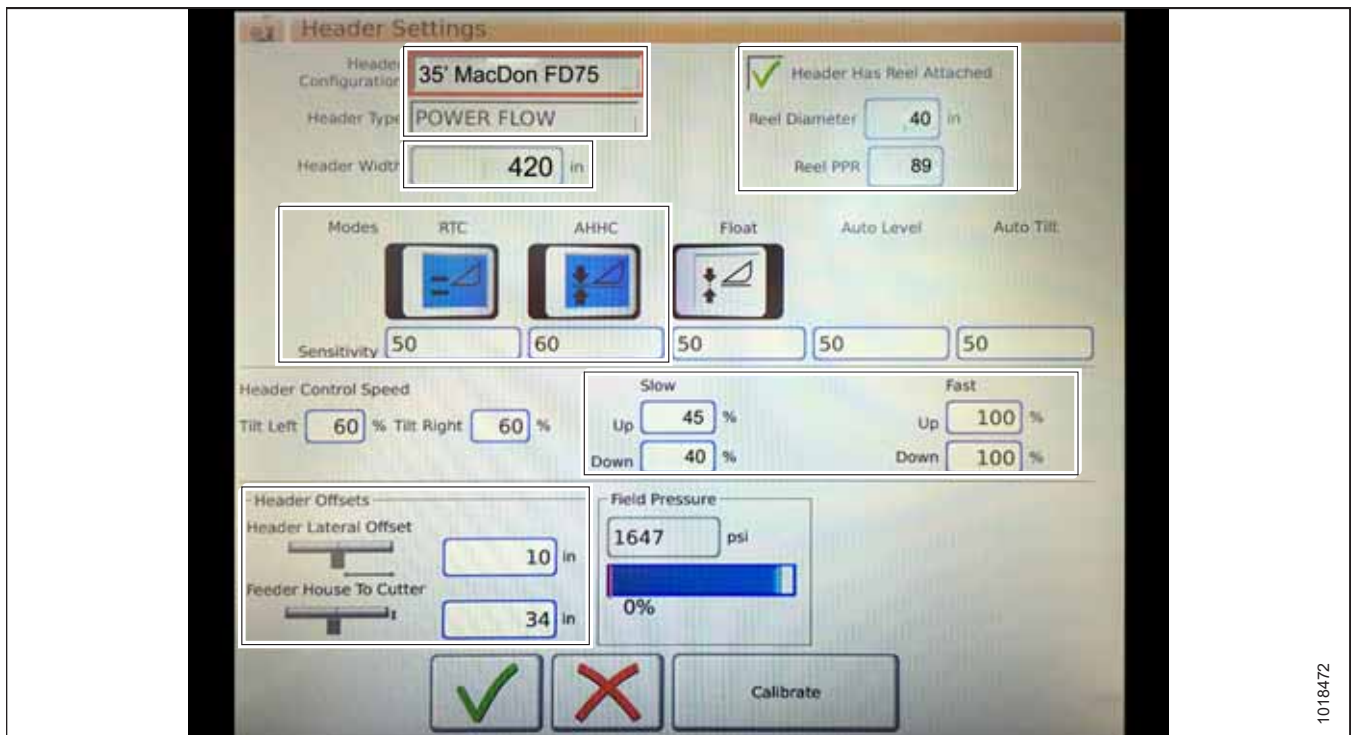 Header Settings
Header Configuration 35' MacDon FD75
Header Has Reel Attached
Header Type POWER FLOW
Reel Diameter 40 in
Header Width 420 in
Reel PPR 89
Modes RTC AHHC Float Auto Level Auto Tilt
Sensitivity 50 60 50 50 50
Header Control Speed
Slow Fast
Tilt Left 60 % Tilt Right 60 % Up 45 % Up 100 %
Down 40 % Down 100 %
Header Offsets
Field Pressure
Header Lateral Offset
10 in
1647 psi
Feeder House To Cutter
34 in
0%
Calibrate
1018472